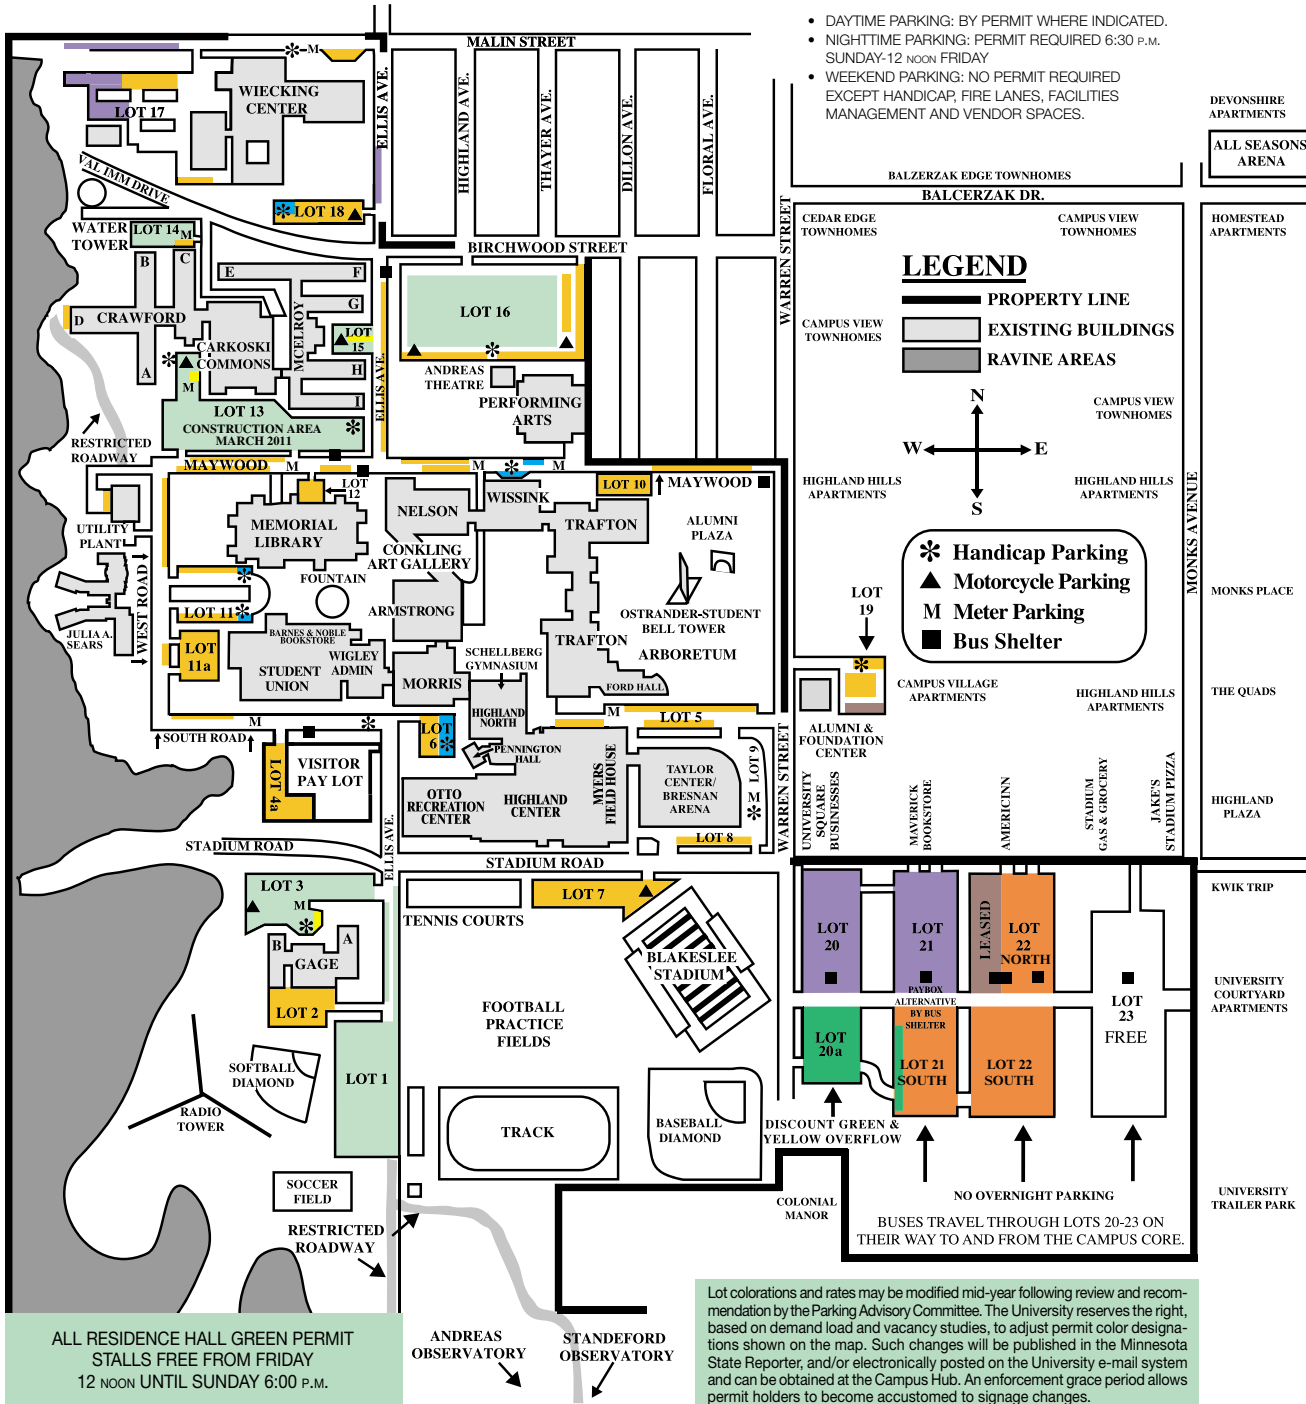 • DAYTIME PARKING: BY PERMIT WHERE INDICATED.
• NIGHTTIME PARKING: PERMIT REQUIRED 6:30 P.M.
SUNDAY-12 NOON FRIDAY
• WEEKEND PARKING: NO PERMIT REQUIRED
EXCEPT HANDICAP, FIRE LANES, FACILITIES
MANAGEMENT AND VENDOR SPACES.
MALIN STREET
M
WIECKING
CENTER
LOT 17
ELLIS AVE.
HIGHLAND AVE.
THAYER AVE.
DILLON AVE.
FLORAL AVE.
DEVONSHIRE
APARTMENTS
ALL SEASONS
ARENA
BALZERZAK EDGE TOWNHOMES
BALCERZAK DR.
VAL IMM DRIVE
WATER
TOWER
LOT 14
M
LOT 18
BIRCHWOOD STREET
WARREN STREET
CEDAR EDGE
TOWNHOMES
CAMPUS VIEW
TOWNHOMES
HOMESTEAD
APARTMENTS
LEGEND
PROPERTY LINE
EXISTING BUILDINGS
RAVINE AREAS
B
C
E
F
G
D
CRAWFORD
A
CARKOSKI
COMMONS
MCELROY
H
I
LOT
15
LOT 16
ELLIS AVE.
CAMPUS VIEW
TOWNHOMES
CAMPUS VIEW
TOWNHOMES
M
LOT 13
CONSTRUCTION AREA
MARCH 2011
ANDREAS
THEATRE
PERFORMING
ARTS
N
W
E
S
RESTRICTED
ROADWAY
MAYWOOD
M
M
M
LOT
12
LOT 10
MAYWOOD
HIGHLAND HILLS
APARTMENTS
HIGHLAND HILLS
APARTMENTS
MONKS AVENUE
UTILITY
PLANT
MEMORIAL
LIBRARY
NELSON
WISSINK
TRAFTON
ALUMNI
PLAZA
CONKLING
ART GALLERY
FOUNTAIN
ARMSTRONG
Handicap Parking
Motorcycle Parking
M Meter Parking
Bus Shelter
JULIA A.
SEARS
WEST ROAD
LOT 11
LOT
11a
BARNES & NOBLE
BOOKSTORE
STUDENT
UNION
WIGLEY
ADMIN
MORRIS
SCHELLBERG
GYMNASIUM
TRAFTON
FORD HALL
OSTRANDER-STUDENT
BELL TOWER
ARBORETUM
LOT
19
MONKS PLACE
CAMPUS VILLAGE
APARTMENTS
HIGHLAND HILLS
APARTMENTS
THE QUADS
ALUMNI &
FOUNDATION
CENTER
M
SOUTH ROAD
LOT
6
HIGHLAND
NORTH
PENNINGTON
HALL
M
LOT 5
LOT 4a
VISITOR
PAY LOT
OTTO
RECREATION
CENTER
HIGHLAND
CENTER
MYERS
FIELD HOUSE
TAYLOR
CENTER/
BRESNAN
ARENA
LOT 9
M
LOT 8
WARREN STREET
UNIVERSITY
SQUARE
BUSINESSES
MAVERICK
BOOKSTORE
AMERICINN
STADIUM
GAS & GROCERY
JAKE'S
STADIUM PIZZA
HIGHLAND
PLAZA
ELLIS AVE.
STADIUM ROAD
STADIUM ROAD
LOT 3
M
B
A
GAGE
LOT 2
TENNIS COURTS
LOT 7
BLAKESLEE
STADIUM
LOT
20
LOT
21
LEASED
LOT
22
NORTH
KWIK TRIP
PAYBOX
ALTERNATIVE
BY BUS
SHELTER
LOT
23
FREE
UNIVERSITY
COURTYARD
APARTMENTS
FOOTBALL
PRACTICE
FIELDS
LOT
20a
LOT 21
SOUTH
LOT 22
SOUTH
SOFTBALL
DIAMOND
LOT 1
RADIO
TOWER
TRACK
BASEBALL
DIAMOND
DISCOUNT GREEN &
YELLOW OVERFLOW
SOCCER
FIELD
RESTRICTED
ROADWAY
COLONIAL
MANOR
NO OVERNIGHT PARKING
BUSES TRAVEL THROUGH LOTS 20-23 ON
THEIR WAY TO AND FROM THE CAMPUS CORE.
UNIVERSITY
TRAILER PARK
ALL RESIDENCE HALL GREEN PERMIT
STALLS FREE FROM FRIDAY
12 NOON UNTIL SUNDAY 6:00 P.M.
ANDREAS
OBSERVATORY
STANDEFORD
OBSERVATORY
Lot colorations and rates may be modified mid-year following review and recom-
mendation by the Parking Advisory Committee. The University reserves the right,
based on demand load and vacancy studies, to adjust permit color designa-
tions shown on the map. Such changes will be published in the Minnesota
State Reporter, and/or electronically posted on the University e-mail system
and can be obtained at the Campus Hub. An enforcement grace period allows
permit holders to become accustomed to signage changes.